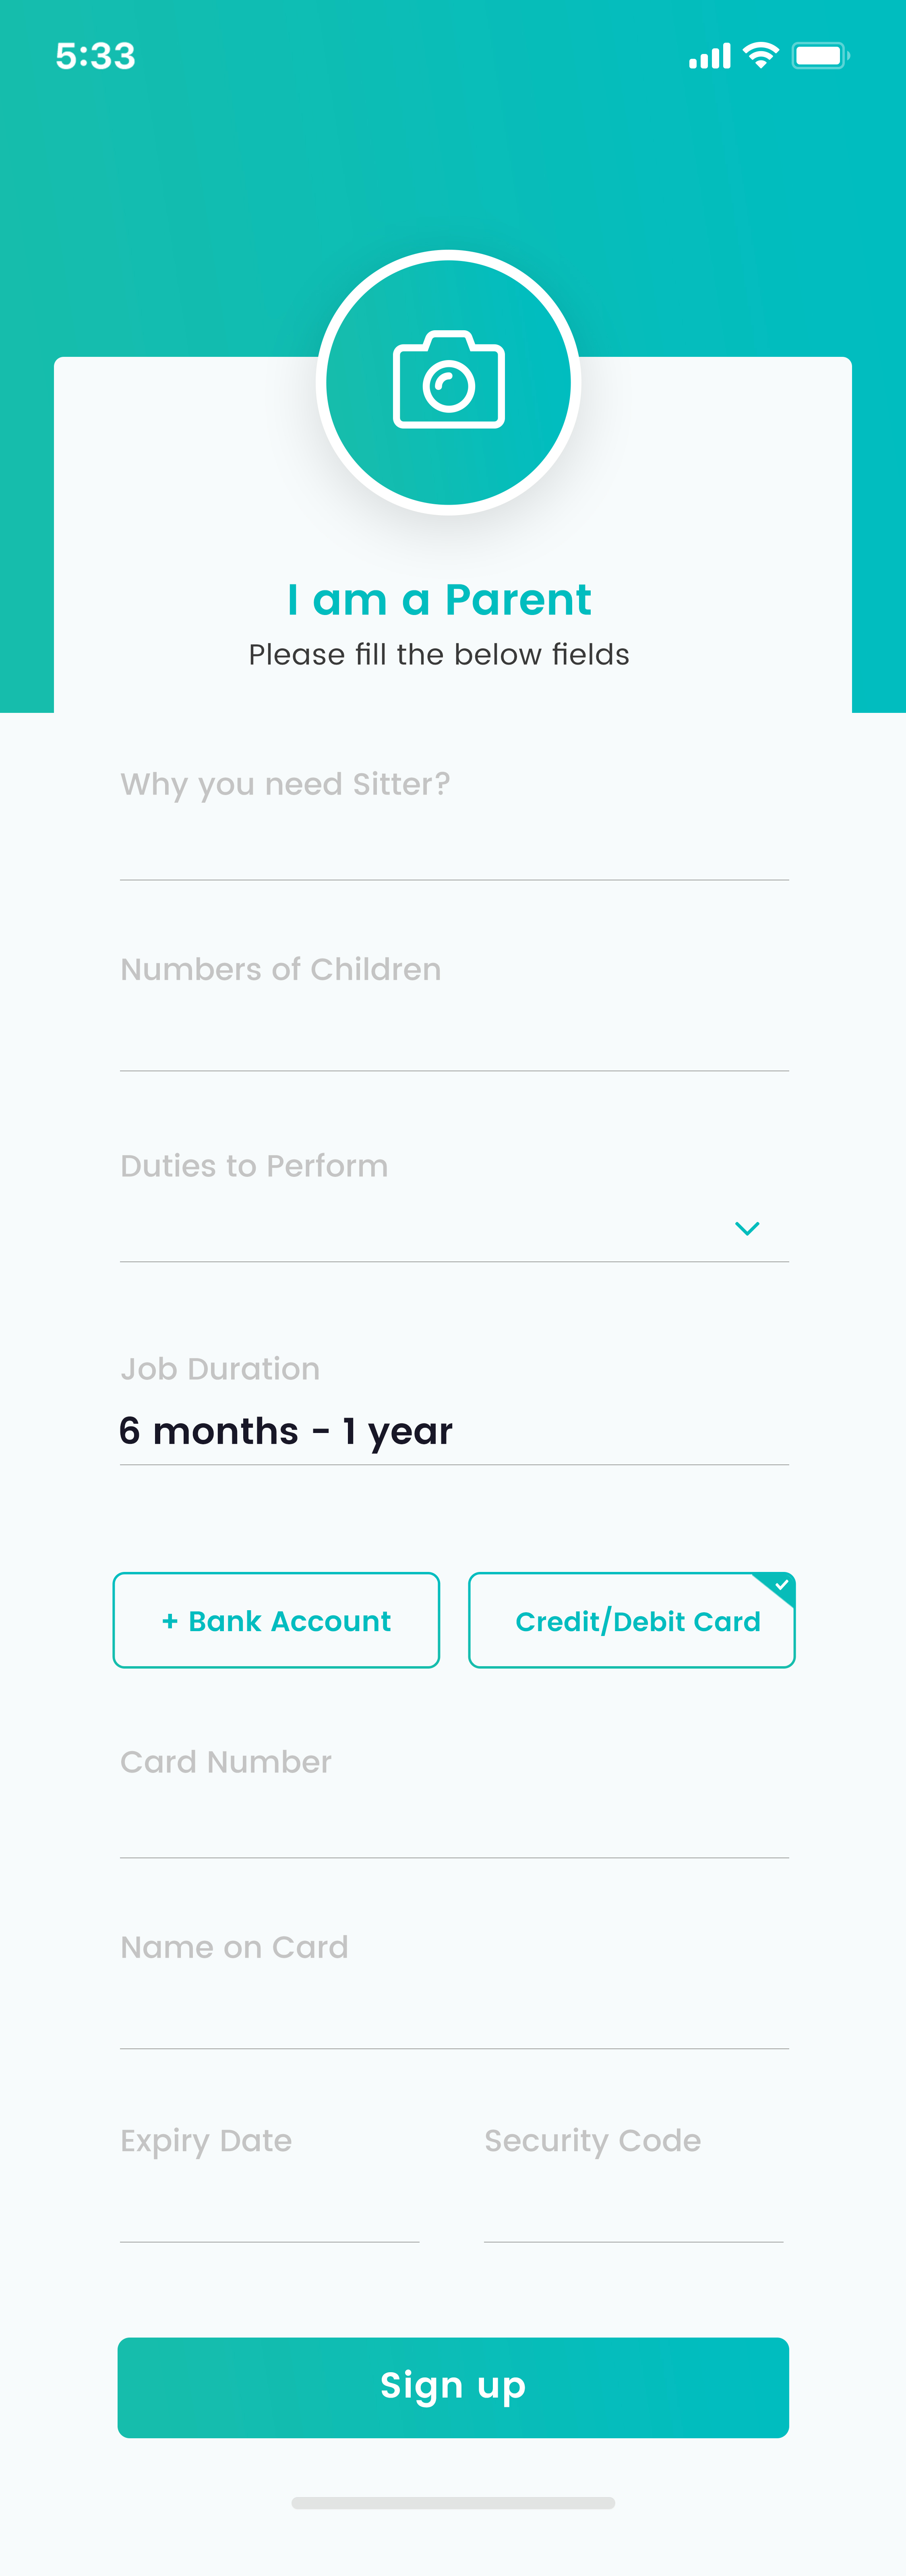 5:33
I am a Parent
Please fill the below fields
Why you need Sitter?
Numbers of Children
Duties to Perform
Job Duration
6 months - 1 year
+ Bank Account
Credit/Debit Card
Card Number
Name on Card
Expiry Date
Security Code
Sign up